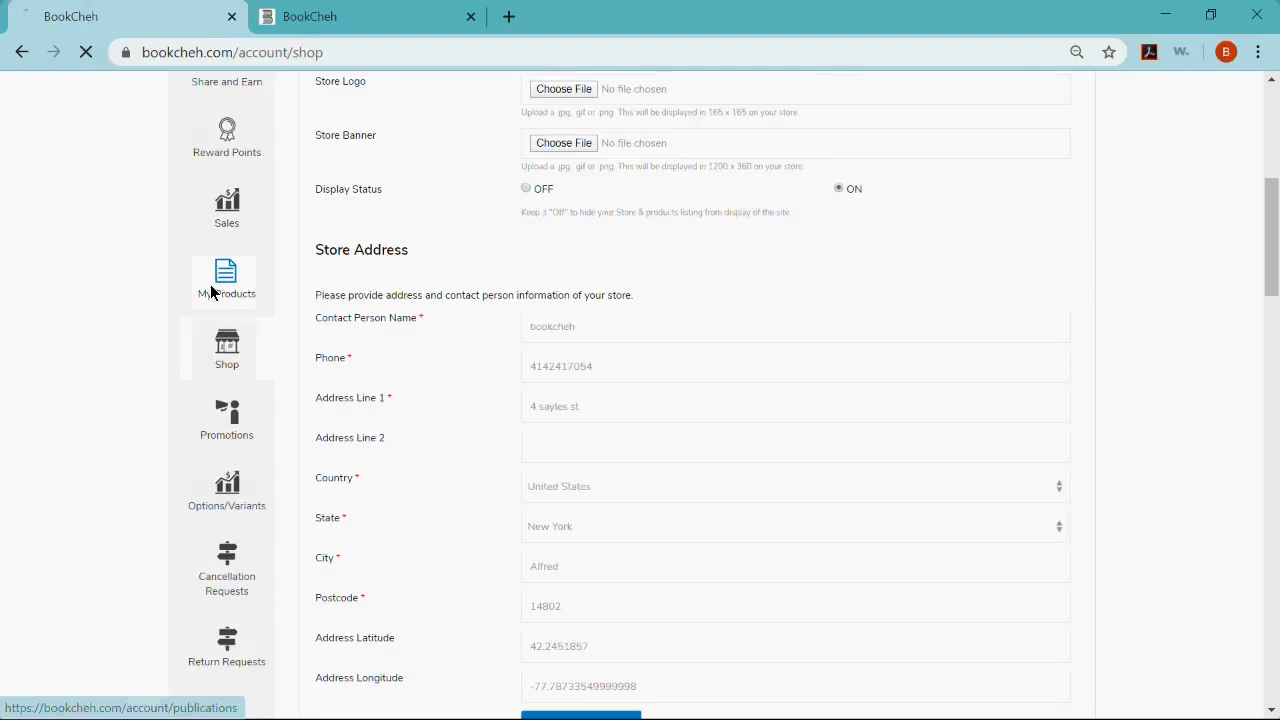 BookCheh
BookCheh
bookcheh.com/account/shop
W.
B
Share and Earn
Reward Points
Sales
My Products
Shop
Promotions
Options/Variants
Cancellation
Requests
Return Requests
Store Logo
Choose File No file chosen
Upload a .jpg, .gif or .png. This will be displayed in 165 x 165 on your store.
Store Banner
Choose File No file chosen
Upload a .jpg, .gif or .png. This will be displayed in 1200 x 360 on your store.
Display Status
OFF
ON
Keep it "Off" to hide your Store & products listing from display of the site.
Store Address
Please provide address and contact person information of your store.
Contact Person Name *
bookcheh
Phone *
4142417054
Address Line 1 *
4 sayles st
Address Line 2
Country *
United States
State *
New York
City *
Alfred
Postcode *
14802
Address Latitude
42.2451857
Address Longitude
-77.78733549999998
https://bookcheh.com/account/publications